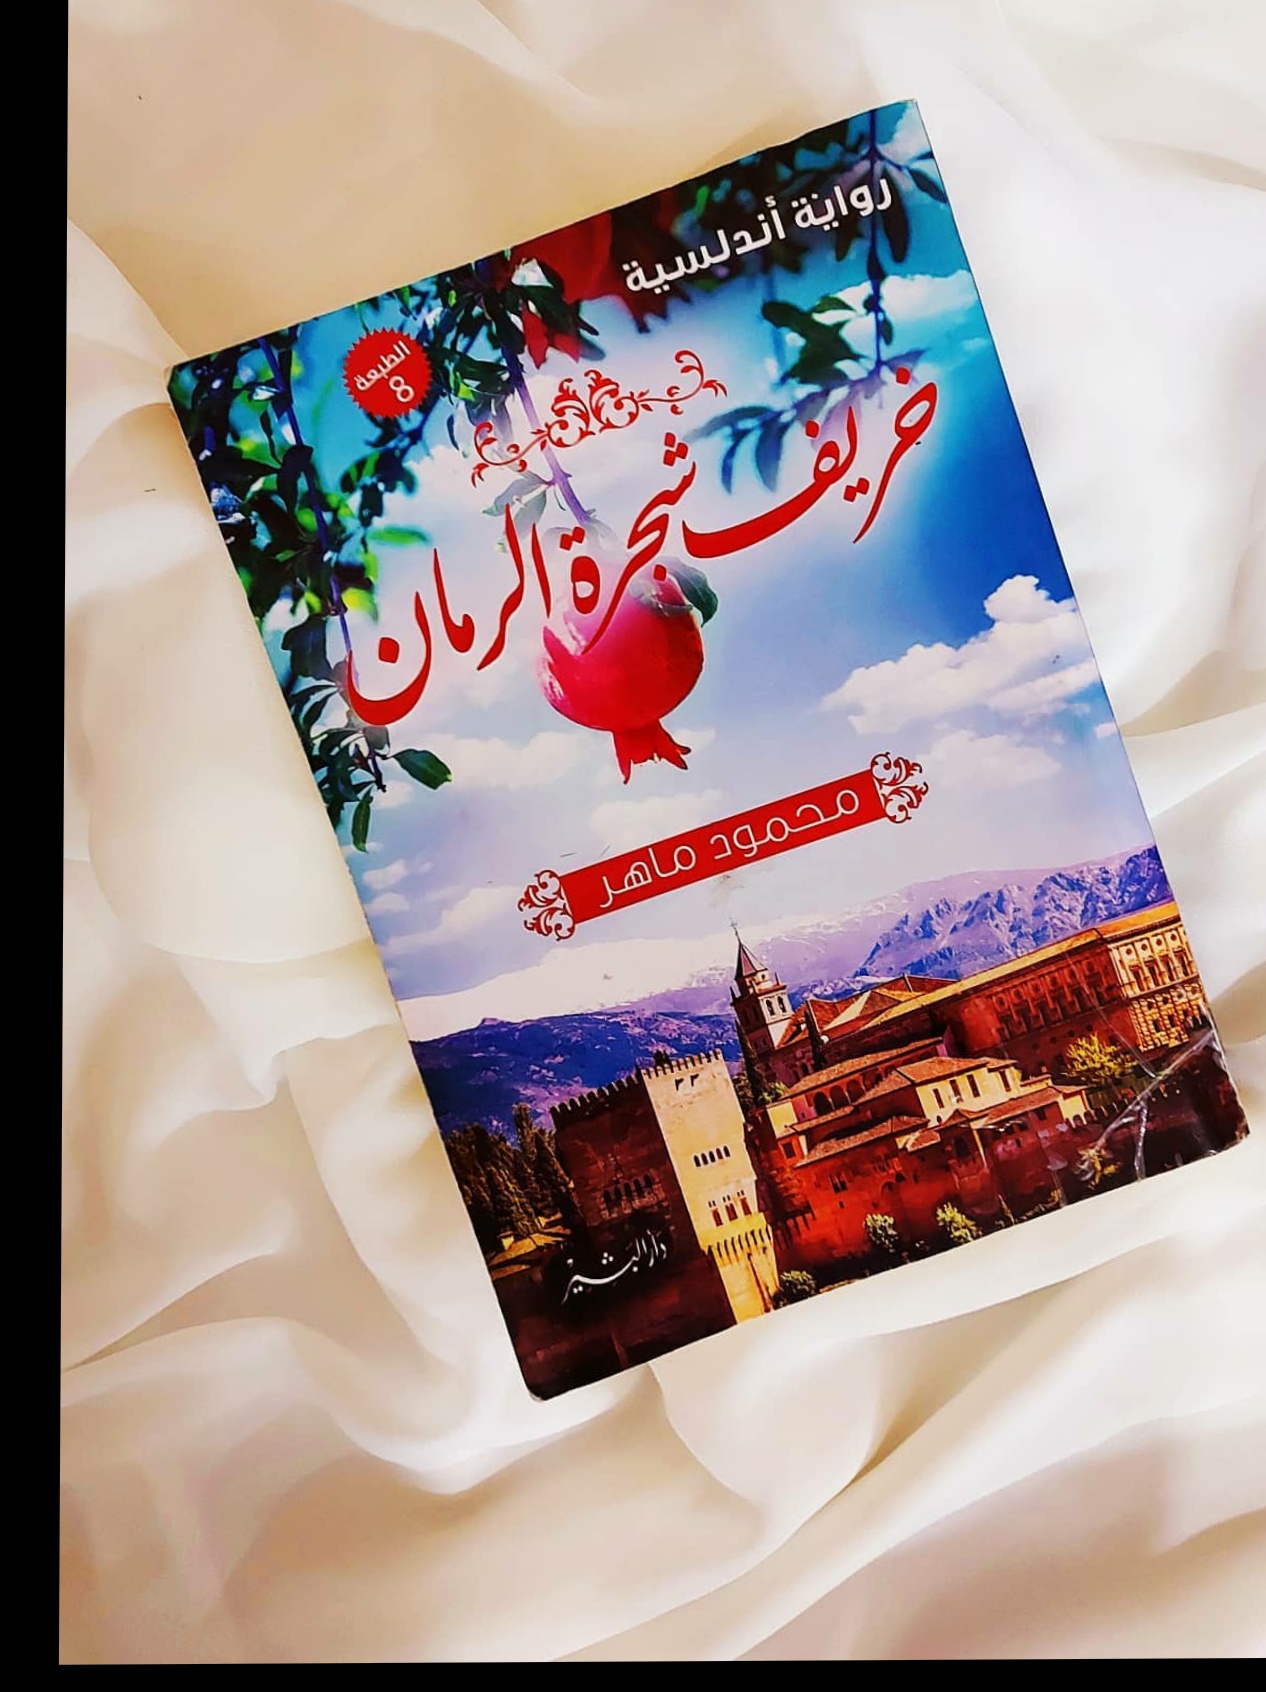 رواية أندلسية
الطبعة
8
خريف شجرة الرمان
محمود ماهر
دار البشير